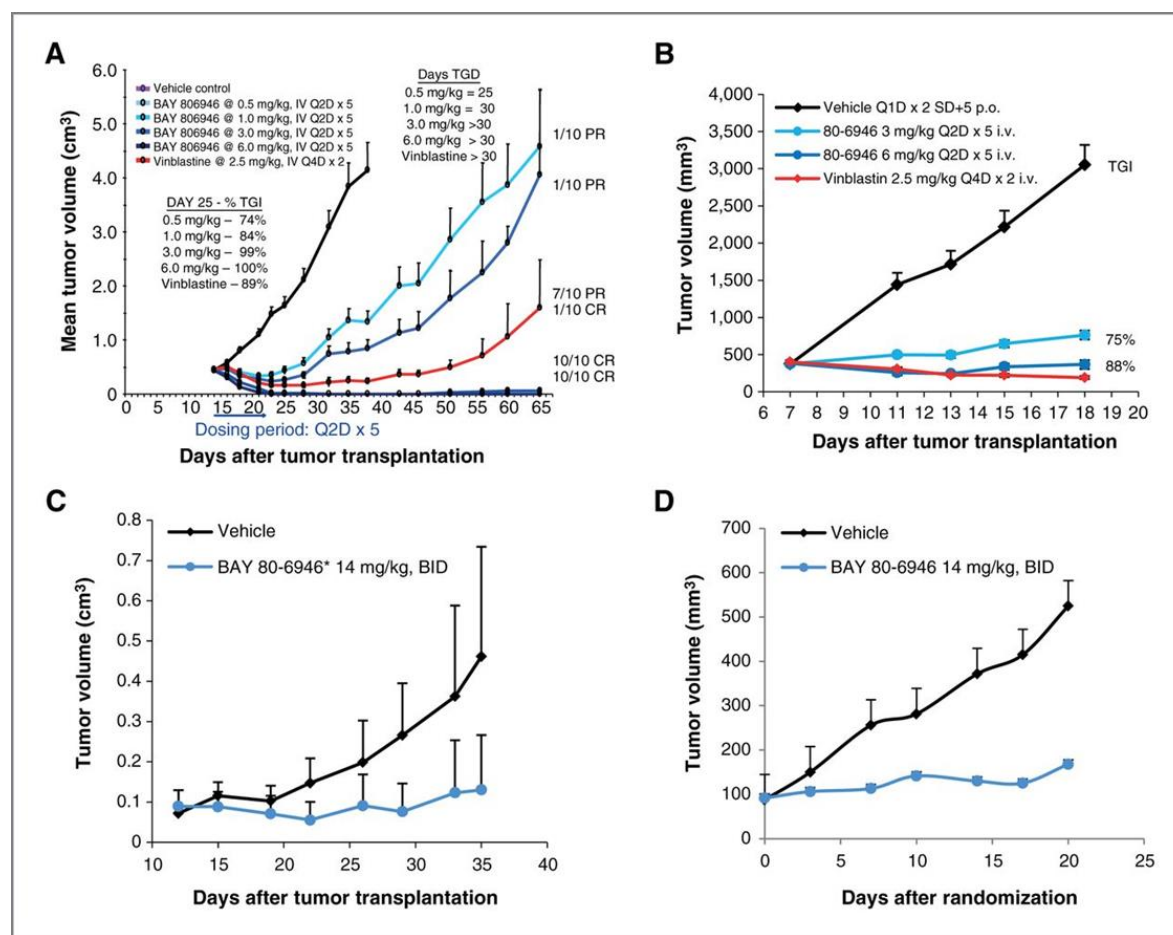 A
Mean tumor volume (cm³)
6.0
5.0
4.0
3.0
2.0
1.0
0
Vehicle control
BAY 806946 @ 0.5 mg/kg, IV Q2D x 5
BAY 806946 @ 1.0 mg/kg, IV Q2D x 5
BAY 806946 @ 3.0 mg/kg, IV Q2D x 5
BAY 806946 @ 6.0 mg/kg, IV Q2D x 5
Vinblastine @ 2.5 mg/kg, IV Q4D x 2
Days TGD
0.5 mg/kg = 25
1.0 mg/kg = 30
3.0 mg/kg >30
6.0 mg/kg > 30
Vinblastine > 30
DAY 25 - % TGI
0.5 mg/kg – 74%
1.0 mg/kg – 84%
3.0 mg/kg – 99%
6.0 mg/kg – 100%
Vinblastine – 89%
1/10 PR
1/10 PR
7/10 PR
1/10 CR
10/10 CR
10/10 CR
0 5 10 15 20 25 30 35 40 45 50 55 60 65
Dosing period: Q2D x 5
Days after tumor transplantation
B
Tumor volume (mm³)
4,000
3,500
3,000
2,500
2,000
1,500
1,000
500
0
Vehicle Q1D x 2 SD+5 p.o.
80-6946 3 mg/kg Q2D x 5 i.v.
80-6946 6 mg/kg Q2D x 5 i.v.
Vinblastin 2.5 mg/kg Q4D x 2 i.v.
TGI
75%
88%
6 7 8 9 10 11 12 13 14 15 16 17 18 19 20
Days after tumor transplantation
C
Tumor volume (cm³)
0.8
0.7
0.6
0.5
0.4
0.3
0.2
0.1
0
Vehicle
BAY 80-6946* 14 mg/kg, BID
10 15 20 25 30 35 40
Days after tumor transplantation
D
Tumor volume (mm³)
700
600
500
400
300
200
100
0
Vehicle
BAY 80-6946 14 mg/kg, BID
0 5 10 15 20 25
Days after randomization